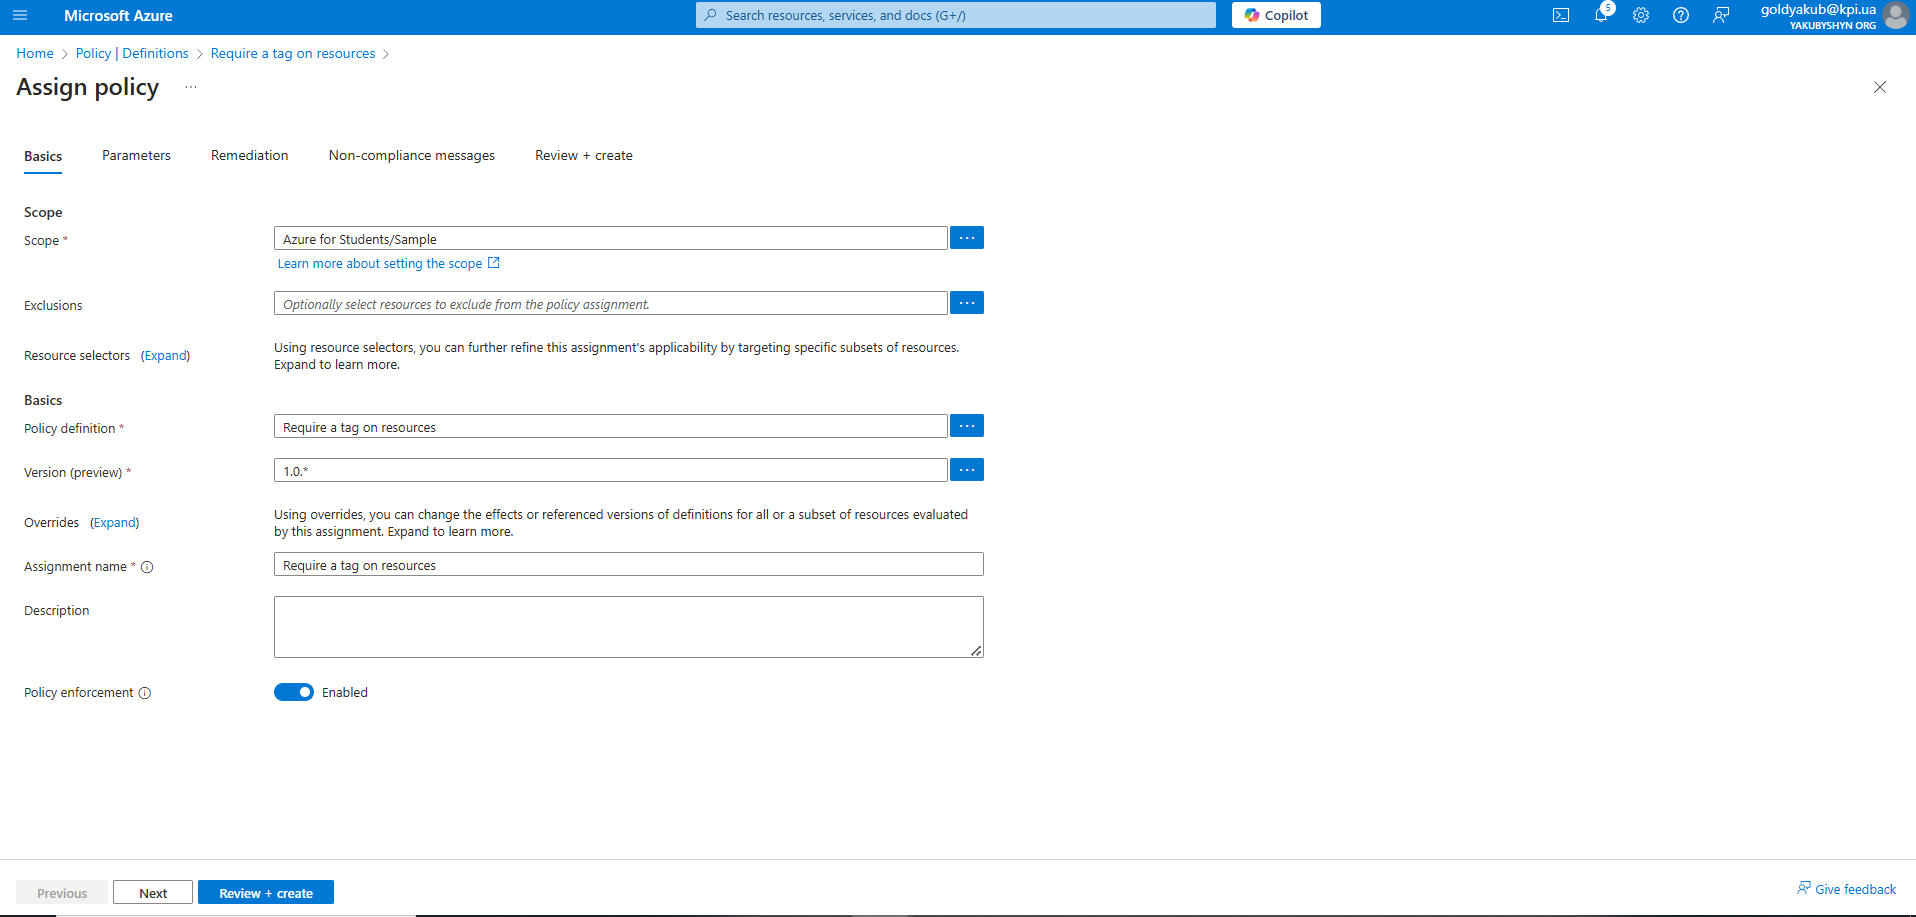 Microsoft Azure
Search resources, services, and docs (G+/)
Copilot
5
goldyakub@kpi.ua
YAKUBYSHYN ORG
Home > Policy | Definitions > Require a tag on resources >
Assign policy ...
Basics Parameters Remediation Non-compliance messages Review + create
Scope
Scope * Azure for Students/Sample ...
Learn more about setting the scope
Exclusions Optionally select resources to exclude from the policy assignment. ...
Resource selectors (Expand) Using resource selectors, you can further refine this assignment's applicability by targeting specific subsets of resources.
Expand to learn more.
Basics
Policy definition * Require a tag on resources ...
Version (preview) * 1.0.* ...
Overrides (Expand) Using overrides, you can change the effects or referenced versions of definitions for all or a subset of resources evaluated
by this assignment. Expand to learn more.
Assignment name * Require a tag on resources
Description
Policy enforcement Enabled
Previous Next Review + create Give feedback